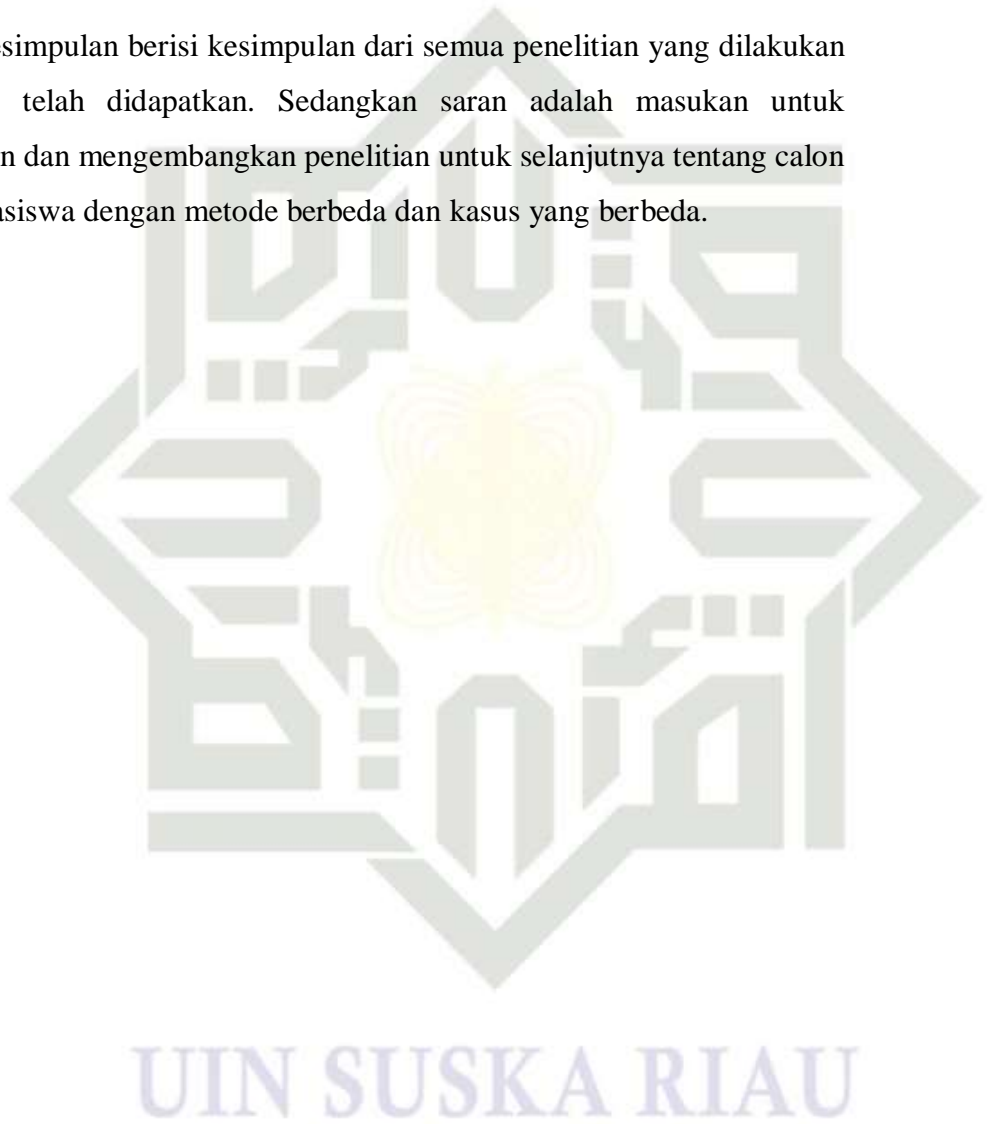 esimpulan berisi kesimpulan dari semua penelitian yang dilakukan
telah didapatkan. Sedangkan saran adalah masukan untuk
n dan mengembangkan penelitian untuk selanjutnya tentang calon
asiswa dengan metode berbeda dan kasus yang berbeda.
UIN SUSKA RIAU